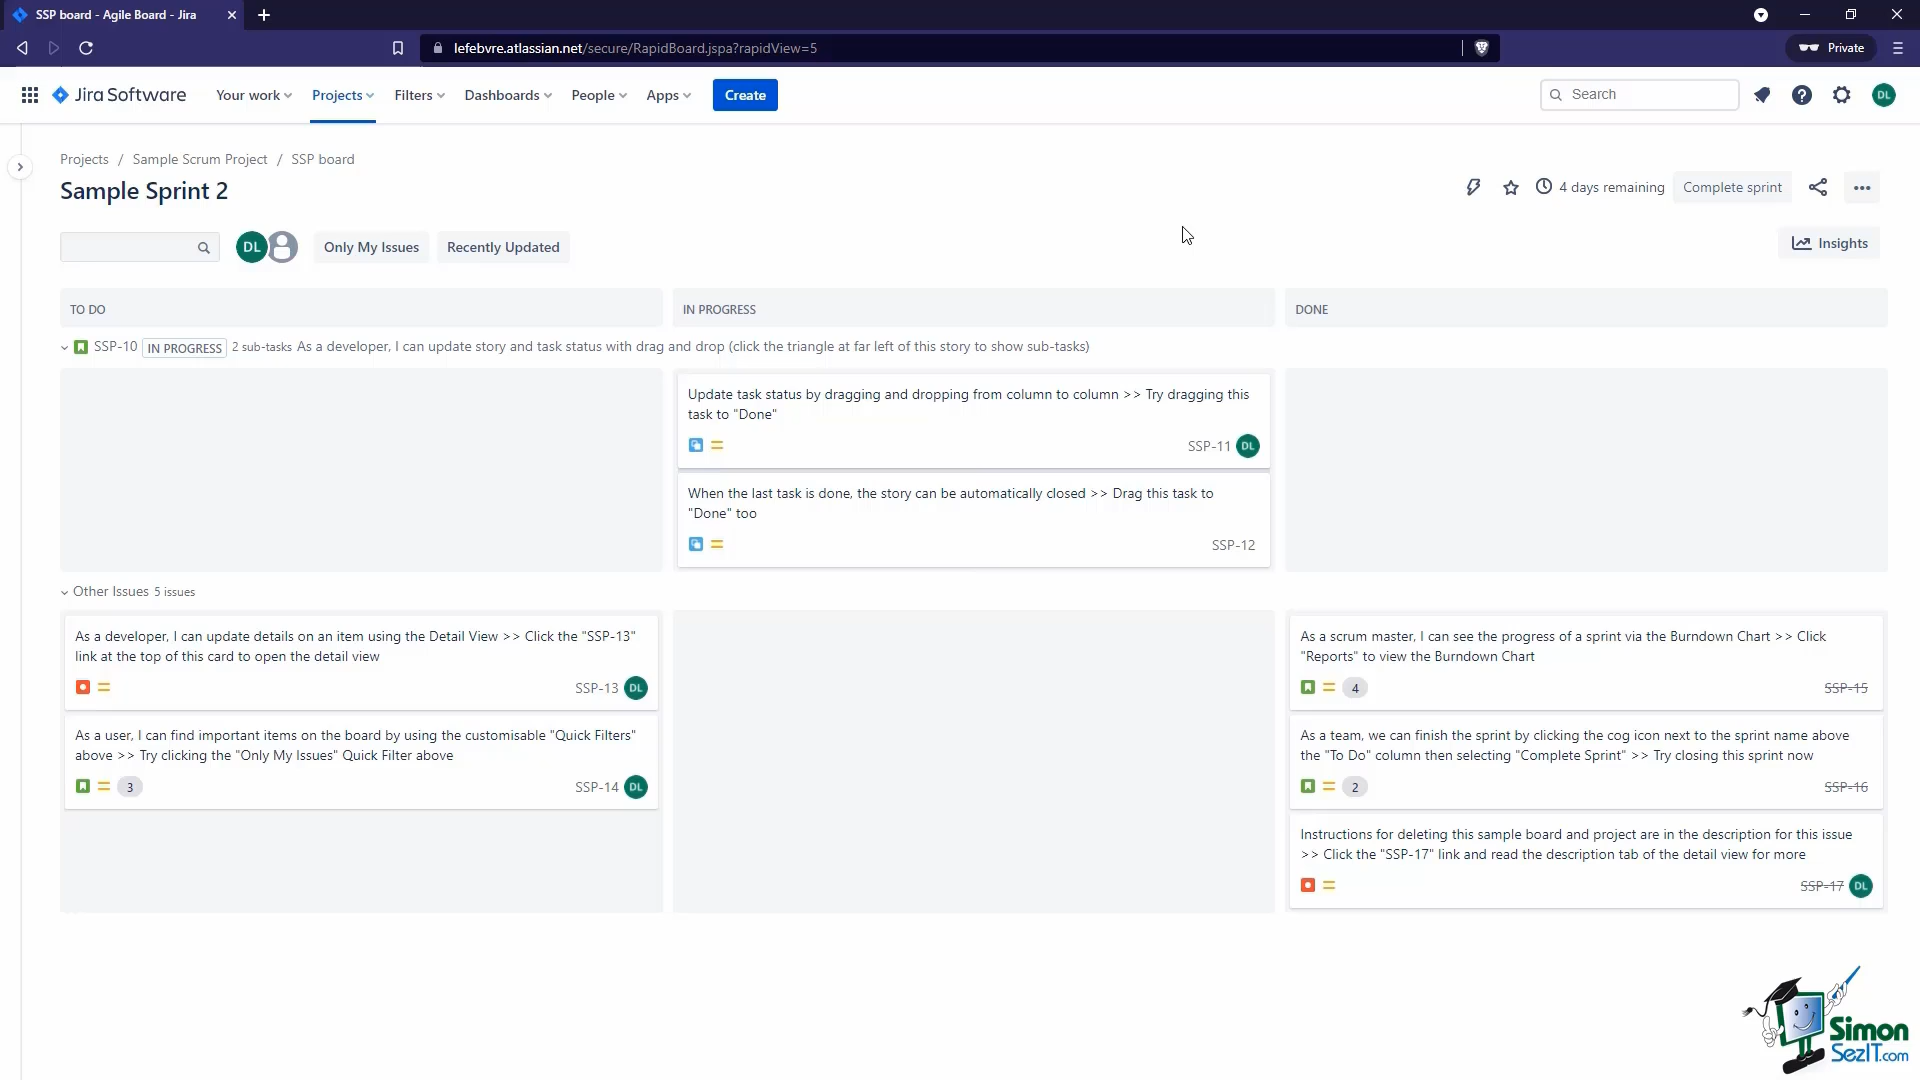 SSP board - Agile Board - Jira
lefebvre.atlassian.net/secure/RapidBoard.jspa?rapidView=5
Private
Jira Software Your work Projects Filters Dashboards People Apps Create Search DL
Projects / Sample Scrum Project / SSP board
Sample Sprint 2
4 days remaining Complete sprint
DL Only My Issues Recently Updated
Insights
TO DO IN PROGRESS DONE
SSP-10 IN PROGRESS 2 sub-tasks As a developer, I can update story and task status with drag and drop (click the triangle at far left of this story to show sub-tasks)
Update task status by dragging and dropping from column to column >> Try dragging this
task to "Done"
SSP-11 DL
When the last task is done, the story can be automatically closed >> Drag this task to
"Done" too
SSP-12
Other Issues 5 issues
As a developer, I can update details on an item using the Detail View >> Click the "SSP-13"
link at the top of this card to open the detail view
SSP-13 DL
As a user, I can find important items on the board by using the customisable "Quick Filters"
above >> Try clicking the "Only My Issues" Quick Filter above
3 SSP-14 DL
As a scrum master, I can see the progress of a sprint via the Burndown Chart >> Click
"Reports" to view the Burndown Chart
4 SSP-15
As a team, we can finish the sprint by clicking the cog icon next to the sprint name above
the "To Do" column then selecting "Complete Sprint" >> Try closing this sprint now
2 SSP-16
Instructions for deleting this sample board and project are in the description for this issue
>> Click the "SSP-17" link and read the description tab of the detail view for more
SSP-17 DL
Simon
SezIT.com